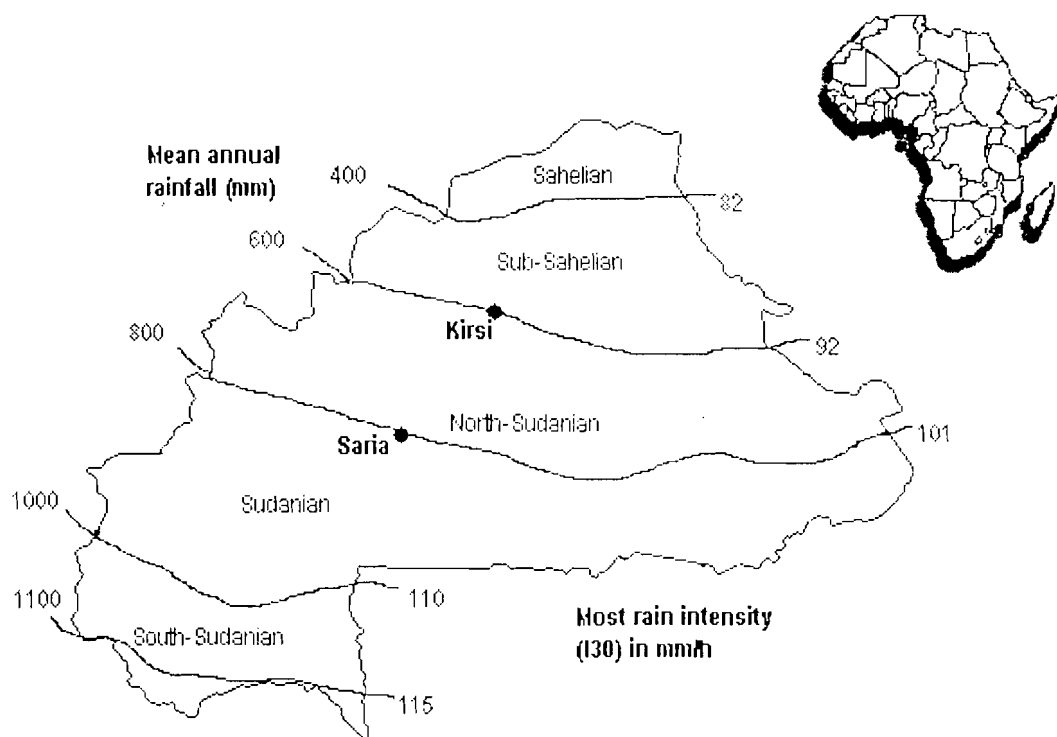 Mean annual
rainfall (mm)
400
Sahelian
82
600
Sub-Sahelian
Kirsi
800
92
North-Sudanian
Saria
101
Sudanian
1000
110
1100
Most rain intensity
(I30) in mm/h
South-Sudanian
115